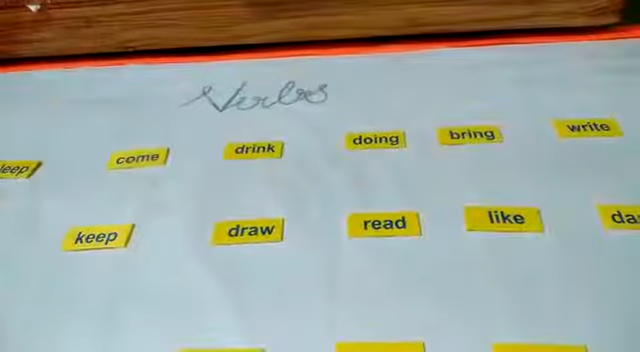 Verbs
come drink doing bring write
keep draw read like